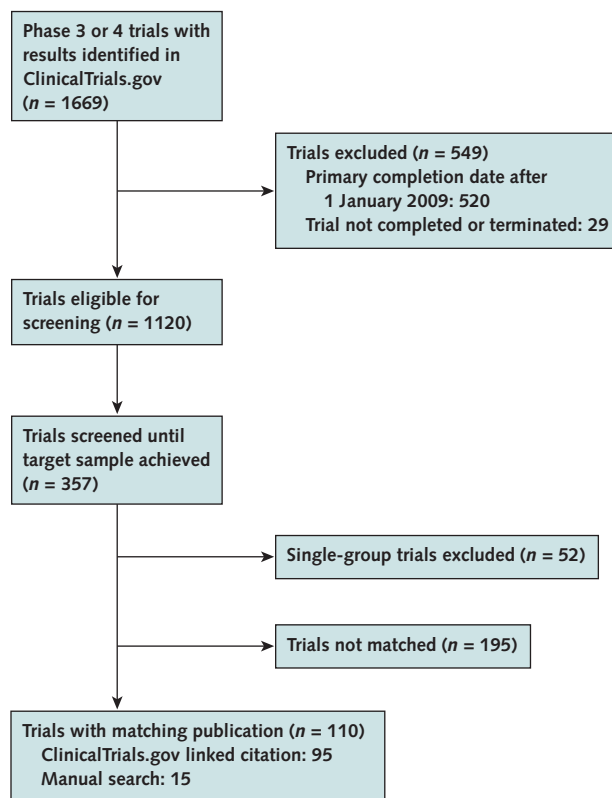 Phase 3 or 4 trials with
results identified in
ClinicalTrials.gov
(n = 1669)
Trials excluded (n = 549)
Primary completion date after
1 January 2009: 520
Trial not completed or terminated: 29
Trials eligible for
screening (n = 1120)
Trials screened until
target sample achieved
(n = 357)
Single-group trials excluded (n = 52)
Trials not matched (n = 195)
Trials with matching publication (n = 110)
ClinicalTrials.gov linked citation: 95
Manual search: 15